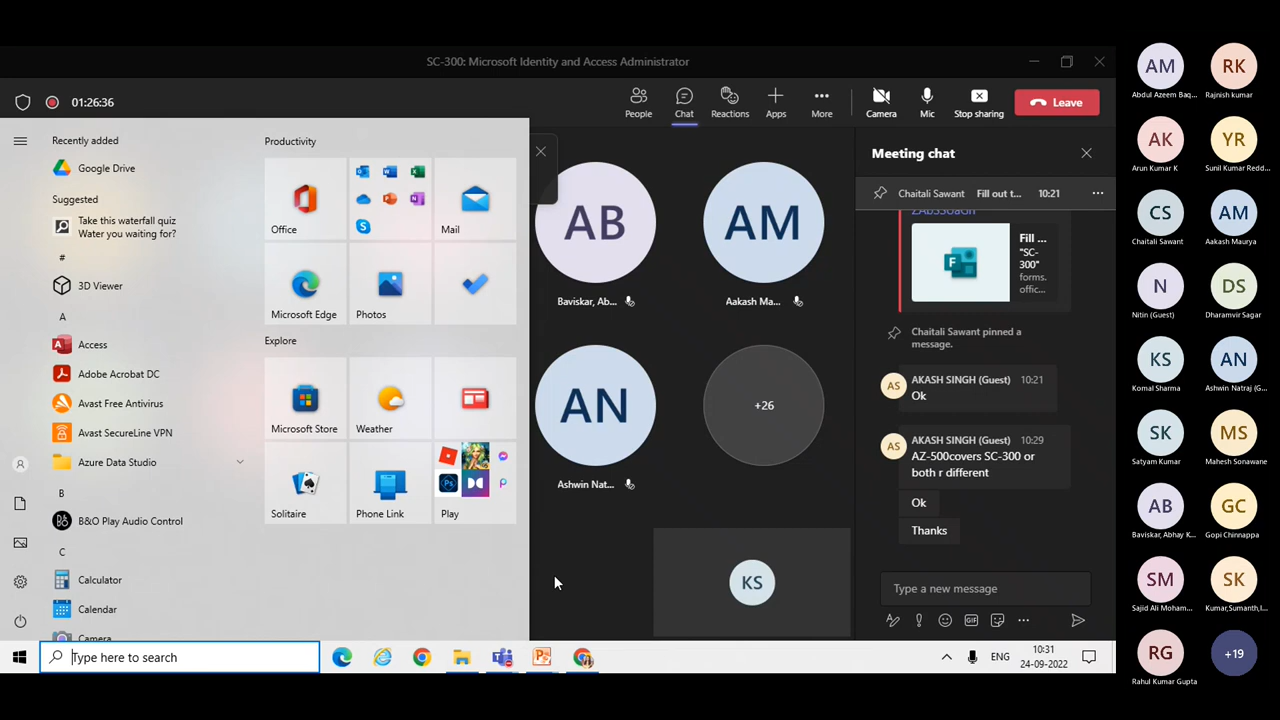 SC-300: Microsoft Identity and Access Administrator
01:26:36
People
Chat
Reactions
Apps
More
Camera
Mic
Stop sharing
Leave
Recently added
Google Drive
Suggested
Take this waterfall quiz
Water you waiting for?
#
3D Viewer
A
Access
Adobe Acrobat DC
Avast Free Antivirus
Avast SecureLine VPN
Azure Data Studio
B
B&O Play Audio Control
C
Calculator
Calendar
Camera
Productivity
Office
Mail
Microsoft Edge
Photos
Explore
Microsoft Store
Weather
Solitaire
Phone Link
Play
AB
Baviskar, Ab...
AM
Aakash Ma...
AN
Ashwin Nat...
+26
KS
Meeting chat
Chaitali Sawant Fill out t... 10:21
Fill ...
"SC-
300"
forms.
offic...
Chaitali Sawant pinned a
message.
AS
AKASH SINGH (Guest) 10:21
Ok
AS
AKASH SINGH (Guest) 10:29
AZ-500covers SC-300 or
both r different
Ok
Thanks
Type a new message
GIF
Type here to search
ENG
10:31
24-09-2022
AM
Abdul Azeem Baq...
RK
Rajnish kumar
AK
Arun Kumar K
YR
Sunil Kumar Redd...
CS
Chaitali Sawant
AM
Aakash Maurya
N
Nitin (Guest)
DS
Dharamvir Sagar
KS
Komal Sharma
AN
Ashwin Natraj (G...
SK
Satyam Kumar
MS
Mahesh Sonawane
AB
Baviskar, Abhay K...
GC
Gopi Chinnappa
SM
Sajid Ali Moham...
SK
Kumar,Sumanth,I...
RG
Rahul Kumar Gupta
+19